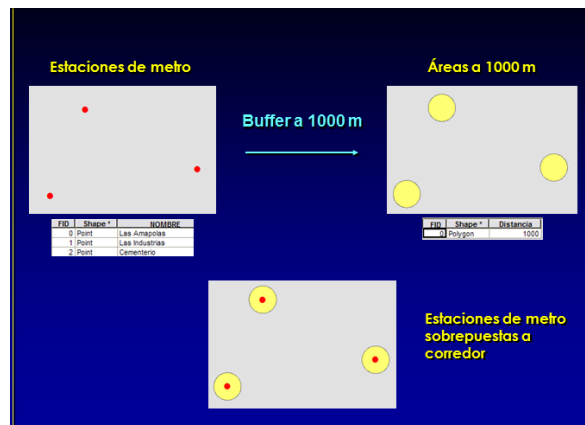 Estaciones de metro
Áreas a 1000 m
Buffer a 1000 m
FID Shape * NOMBRE
0 Point Las Amapolas
1 Point Las Industrias
2 Point Cementerio
FID Shape * Distancia
0 Polygon 1000
Estaciones de metro
sobrepuestas a
corredor